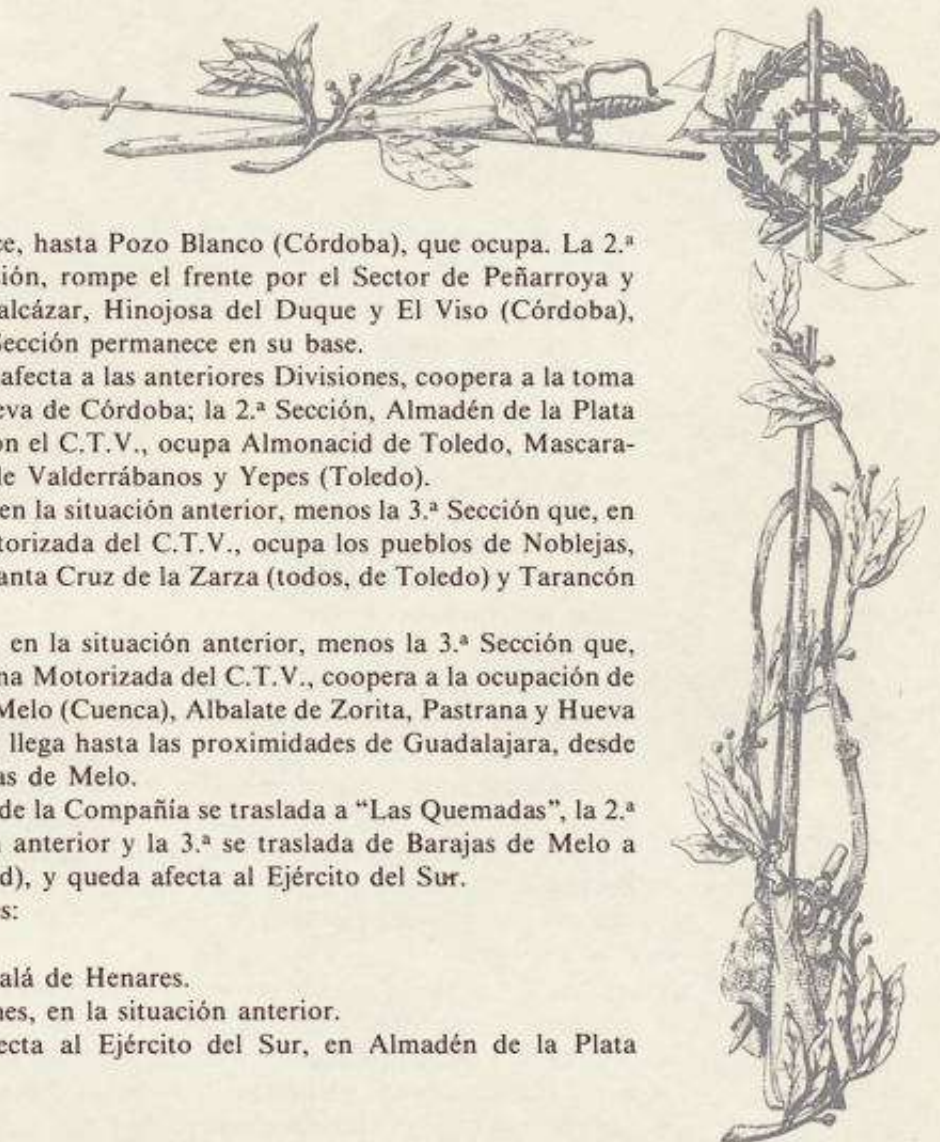 ce, hasta Pozo Blanco (Córdoba), que ocupa. La 2.ª
sión, rompe el frente por el Sector de Peñarroya y
alcázar, Hinojosa del Duque y El Viso (Córdoba),
Sección permanece en su base.
afecta a las anteriores Divisiones, coopera a la toma
eva de Córdoba; la 2.ª Sección, Almadén de la Plata
on el C.T.V., ocupa Almonacid de Toledo, Mascara-
de Valderrábanos y Yepes (Toledo).
en la situación anterior, menos la 3.ª Sección que, en
torizada del C.T.V., ocupa los pueblos de Noblejas,
anta Cruz de la Zarza (todos, de Toledo) y Tarancón
en la situación anterior, menos la 3.ª Sección que,
na Motorizada del C.T.V., coopera a la ocupación de
Melo (Cuenca), Albalate de Zorita, Pastrana y Hueva
llega hasta las proximidades de Guadalajara, desde
as de Melo.
de la Compañía se traslada a “Las Quemadas”, la 2.ª
n anterior y la 3.ª se traslada de Barajas de Melo a
d), y queda afecta al Ejército del Sur.
es:
alá de Henares.
nes, en la situación anterior.
ecta al Ejército del Sur, en Almadén de la Plata